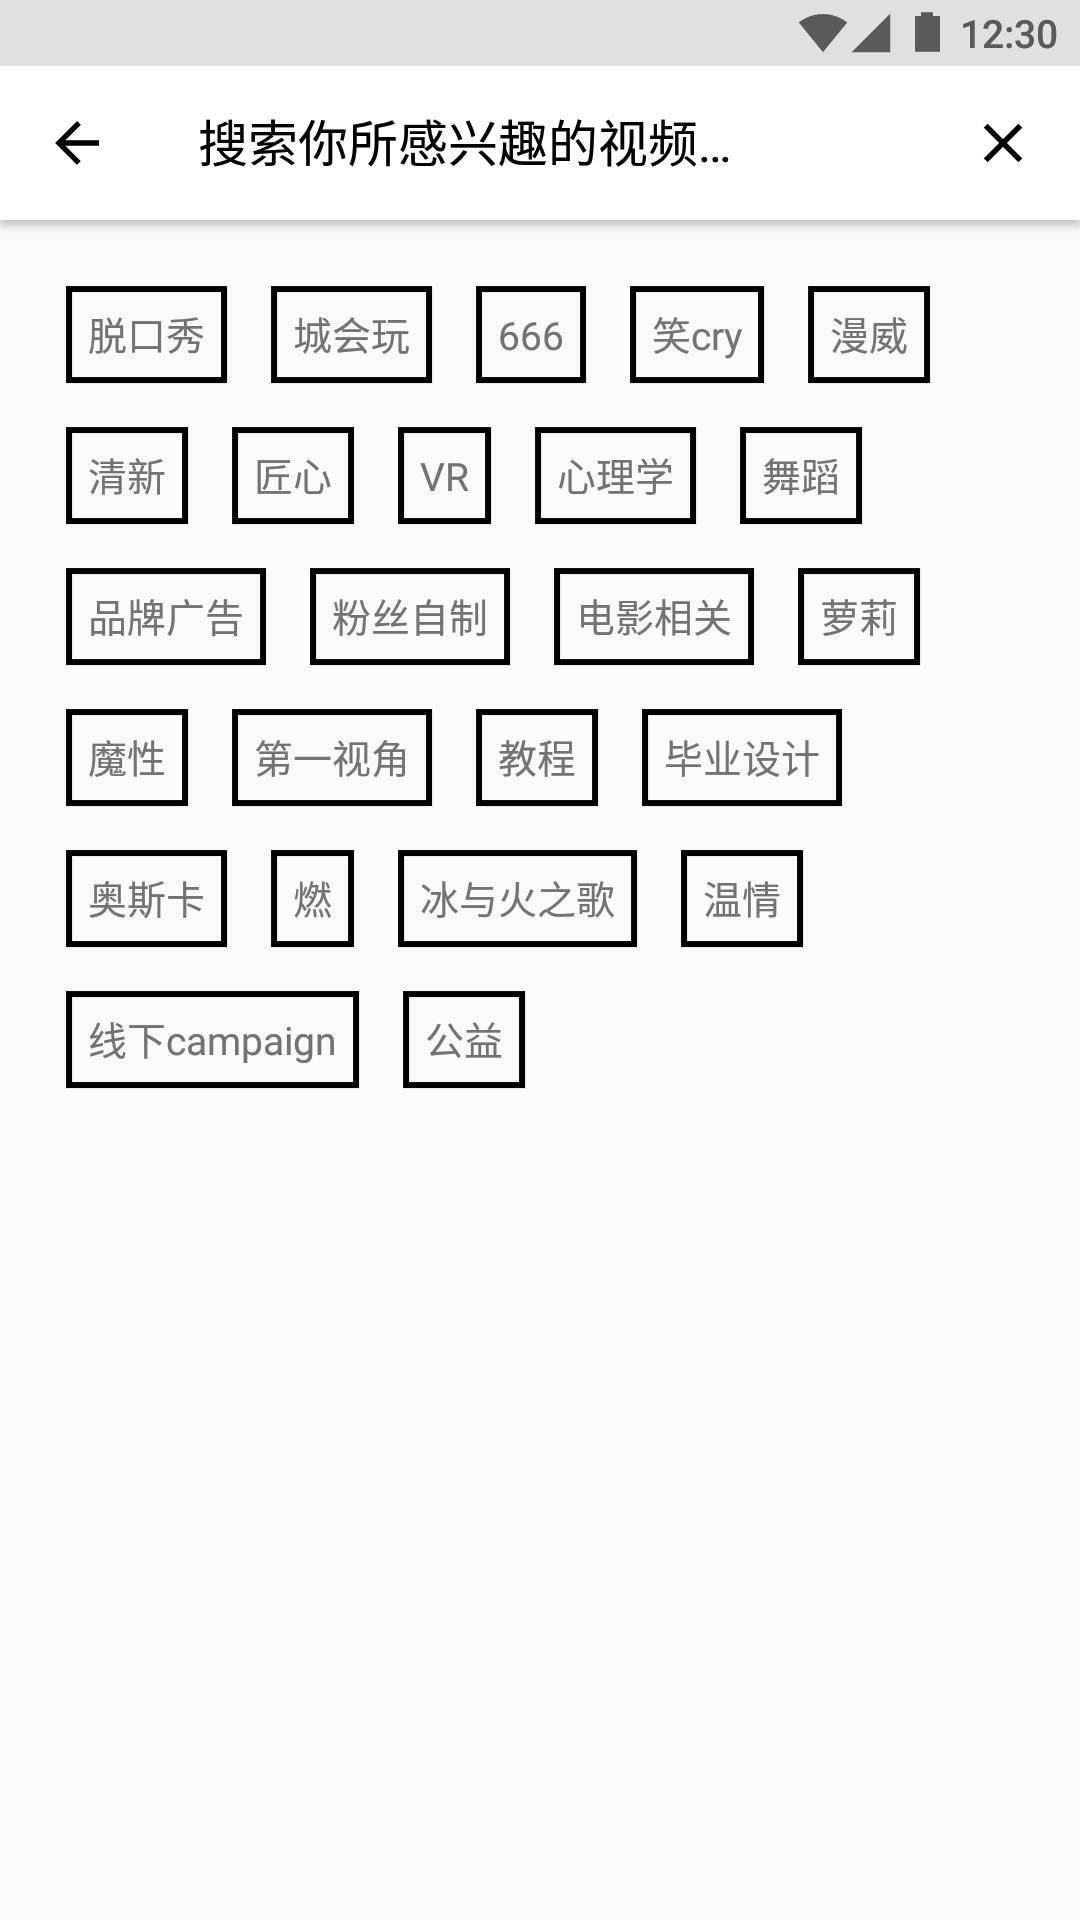 12:30
搜索你所感兴趣的视频...
脱口秀 城会玩 666 笑cry 漫威
清新 匠心 VR 心理学 舞蹈
品牌广告 粉丝自制 电影相关 萝莉
魔性 第一视角 教程 毕业设计
奥斯卡 燃 冰与火之歌 温情
线下campaign 公益